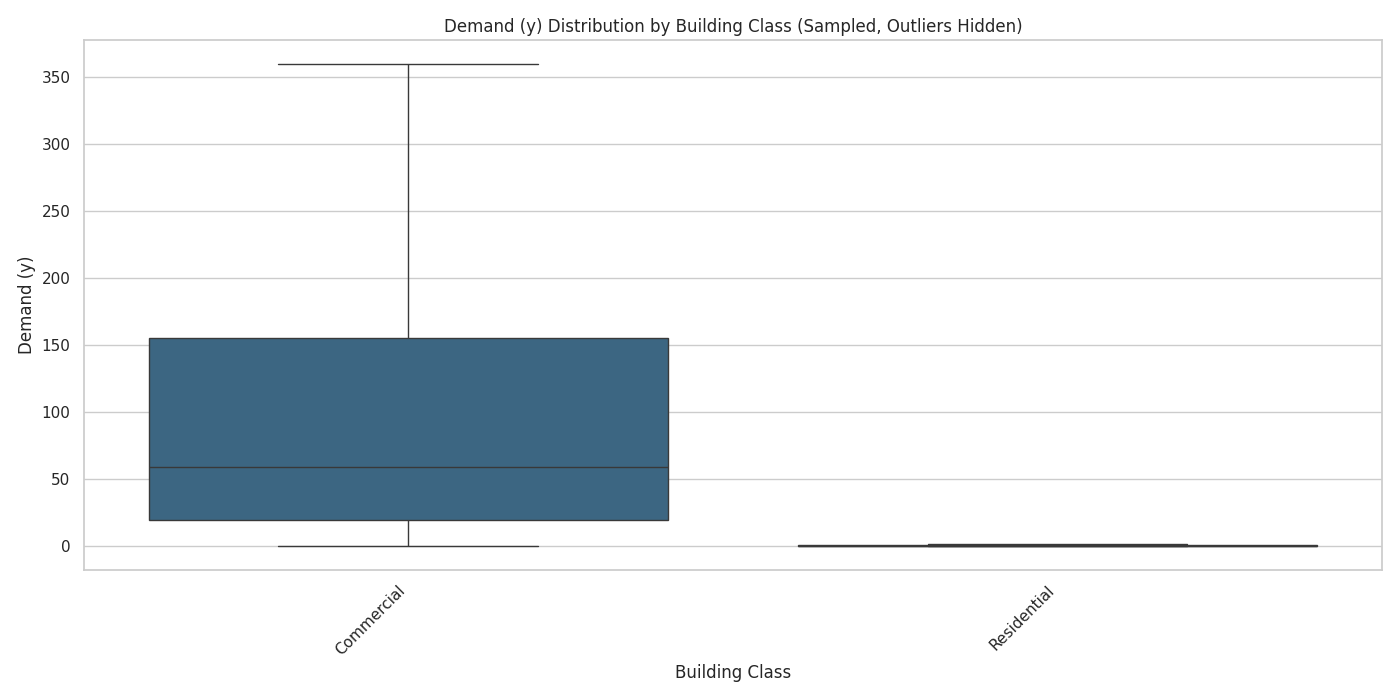 Demand (y) Distribution by Building Class (Sampled, Outliers Hidden)
Demand (y)
350
300
250
200
150
100
50
0
Commercial
Residential
Building Class